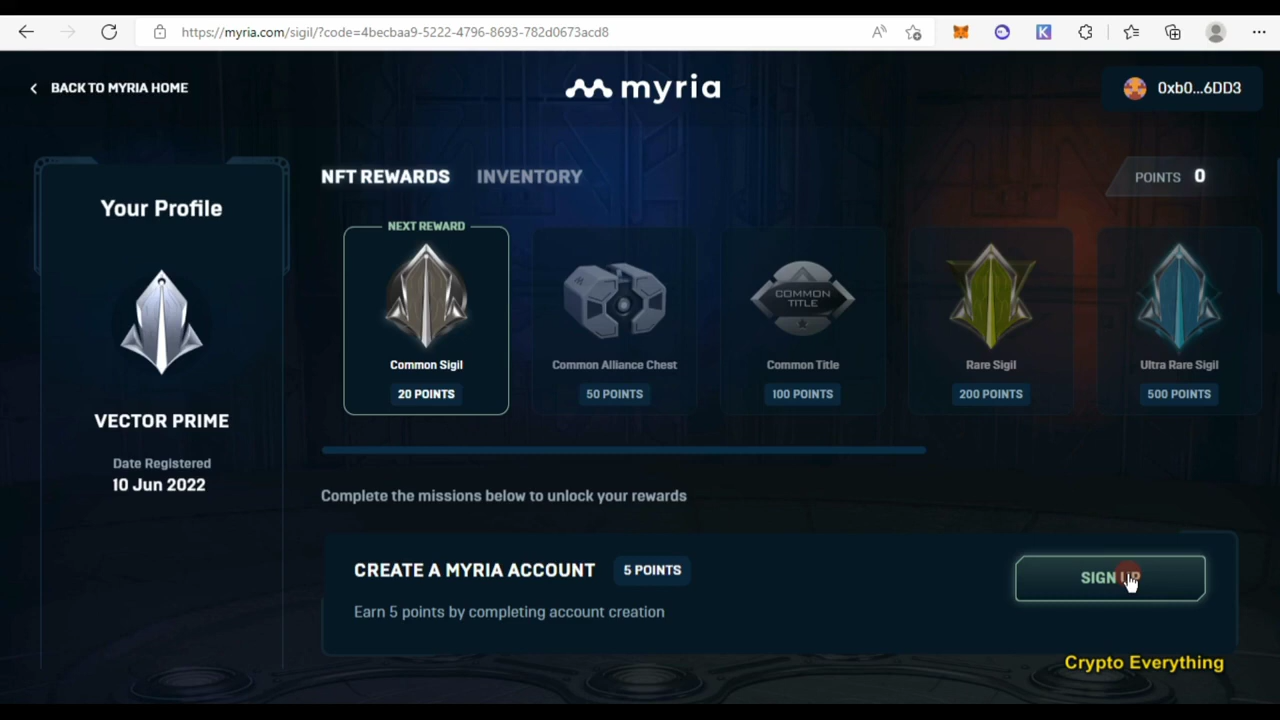 https://myria.com/sigil/?code=4becbaa9-5222-4796-8693-782d0673acd8
BACK TO MYRIA HOME
myria
0xb0...6DD3
Your Profile
VECTOR PRIME
Date Registered
10 Jun 2022
NFT REWARDS INVENTORY
POINTS 0
NEXT REWARD
Common Sigil
20 POINTS
Common Alliance Chest
50 POINTS
COMMON
TITLE
Common Title
100 POINTS
Rare Sigil
200 POINTS
Ultra Rare Sigil
500 POINTS
Complete the missions below to unlock your rewards
CREATE A MYRIA ACCOUNT 5 POINTS
Earn 5 points by completing account creation
SIGN UP
Crypto Everything